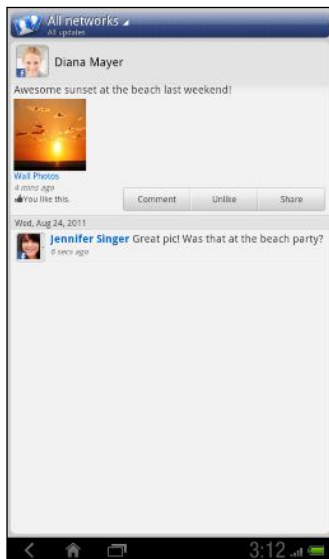 All networks
All updates
Diana Mayer
Awesome sunset at the beach last weekend!
Wall Photos
4 mins ago
You like this.
Comment Unlike Share
Wed, Aug 24, 2011
Jennifer Singer Great pic! Was that at the beach party?
6 secs ago
3:12